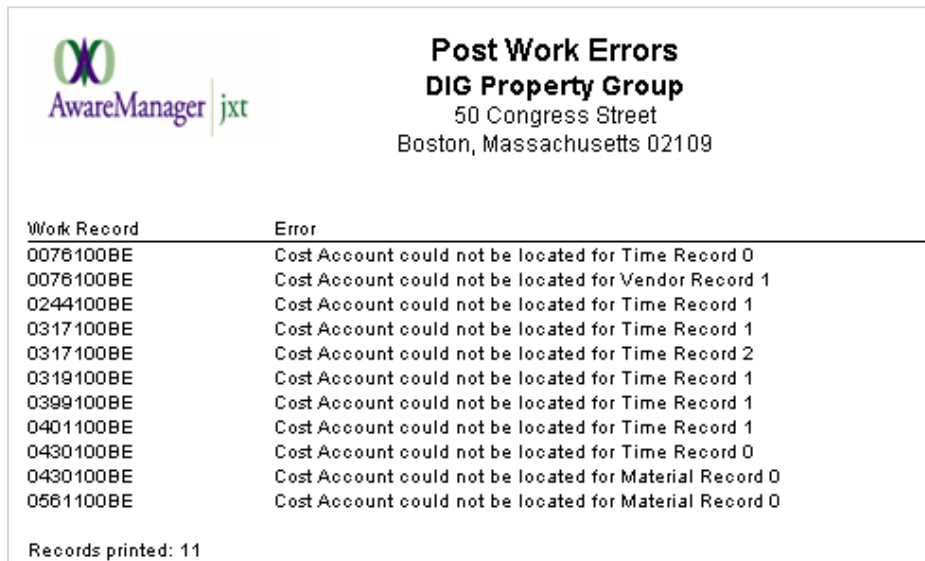 AwareManager jxt
Post Work Errors
DIG Property Group
50 Congress Street
Boston, Massachusetts 02109
Work Record Error
0076100BE Cost Account could not be located for Time Record 0
0076100BE Cost Account could not be located for Vendor Record 1
0244100BE Cost Account could not be located for Time Record 1
0317100BE Cost Account could not be located for Time Record 1
0317100BE Cost Account could not be located for Time Record 2
0319100BE Cost Account could not be located for Time Record 1
0399100BE Cost Account could not be located for Time Record 1
0401100BE Cost Account could not be located for Time Record 1
0430100BE Cost Account could not be located for Time Record 0
0430100BE Cost Account could not be located for Material Record 0
0561100BE Cost Account could not be located for Material Record 0
Records printed: 11